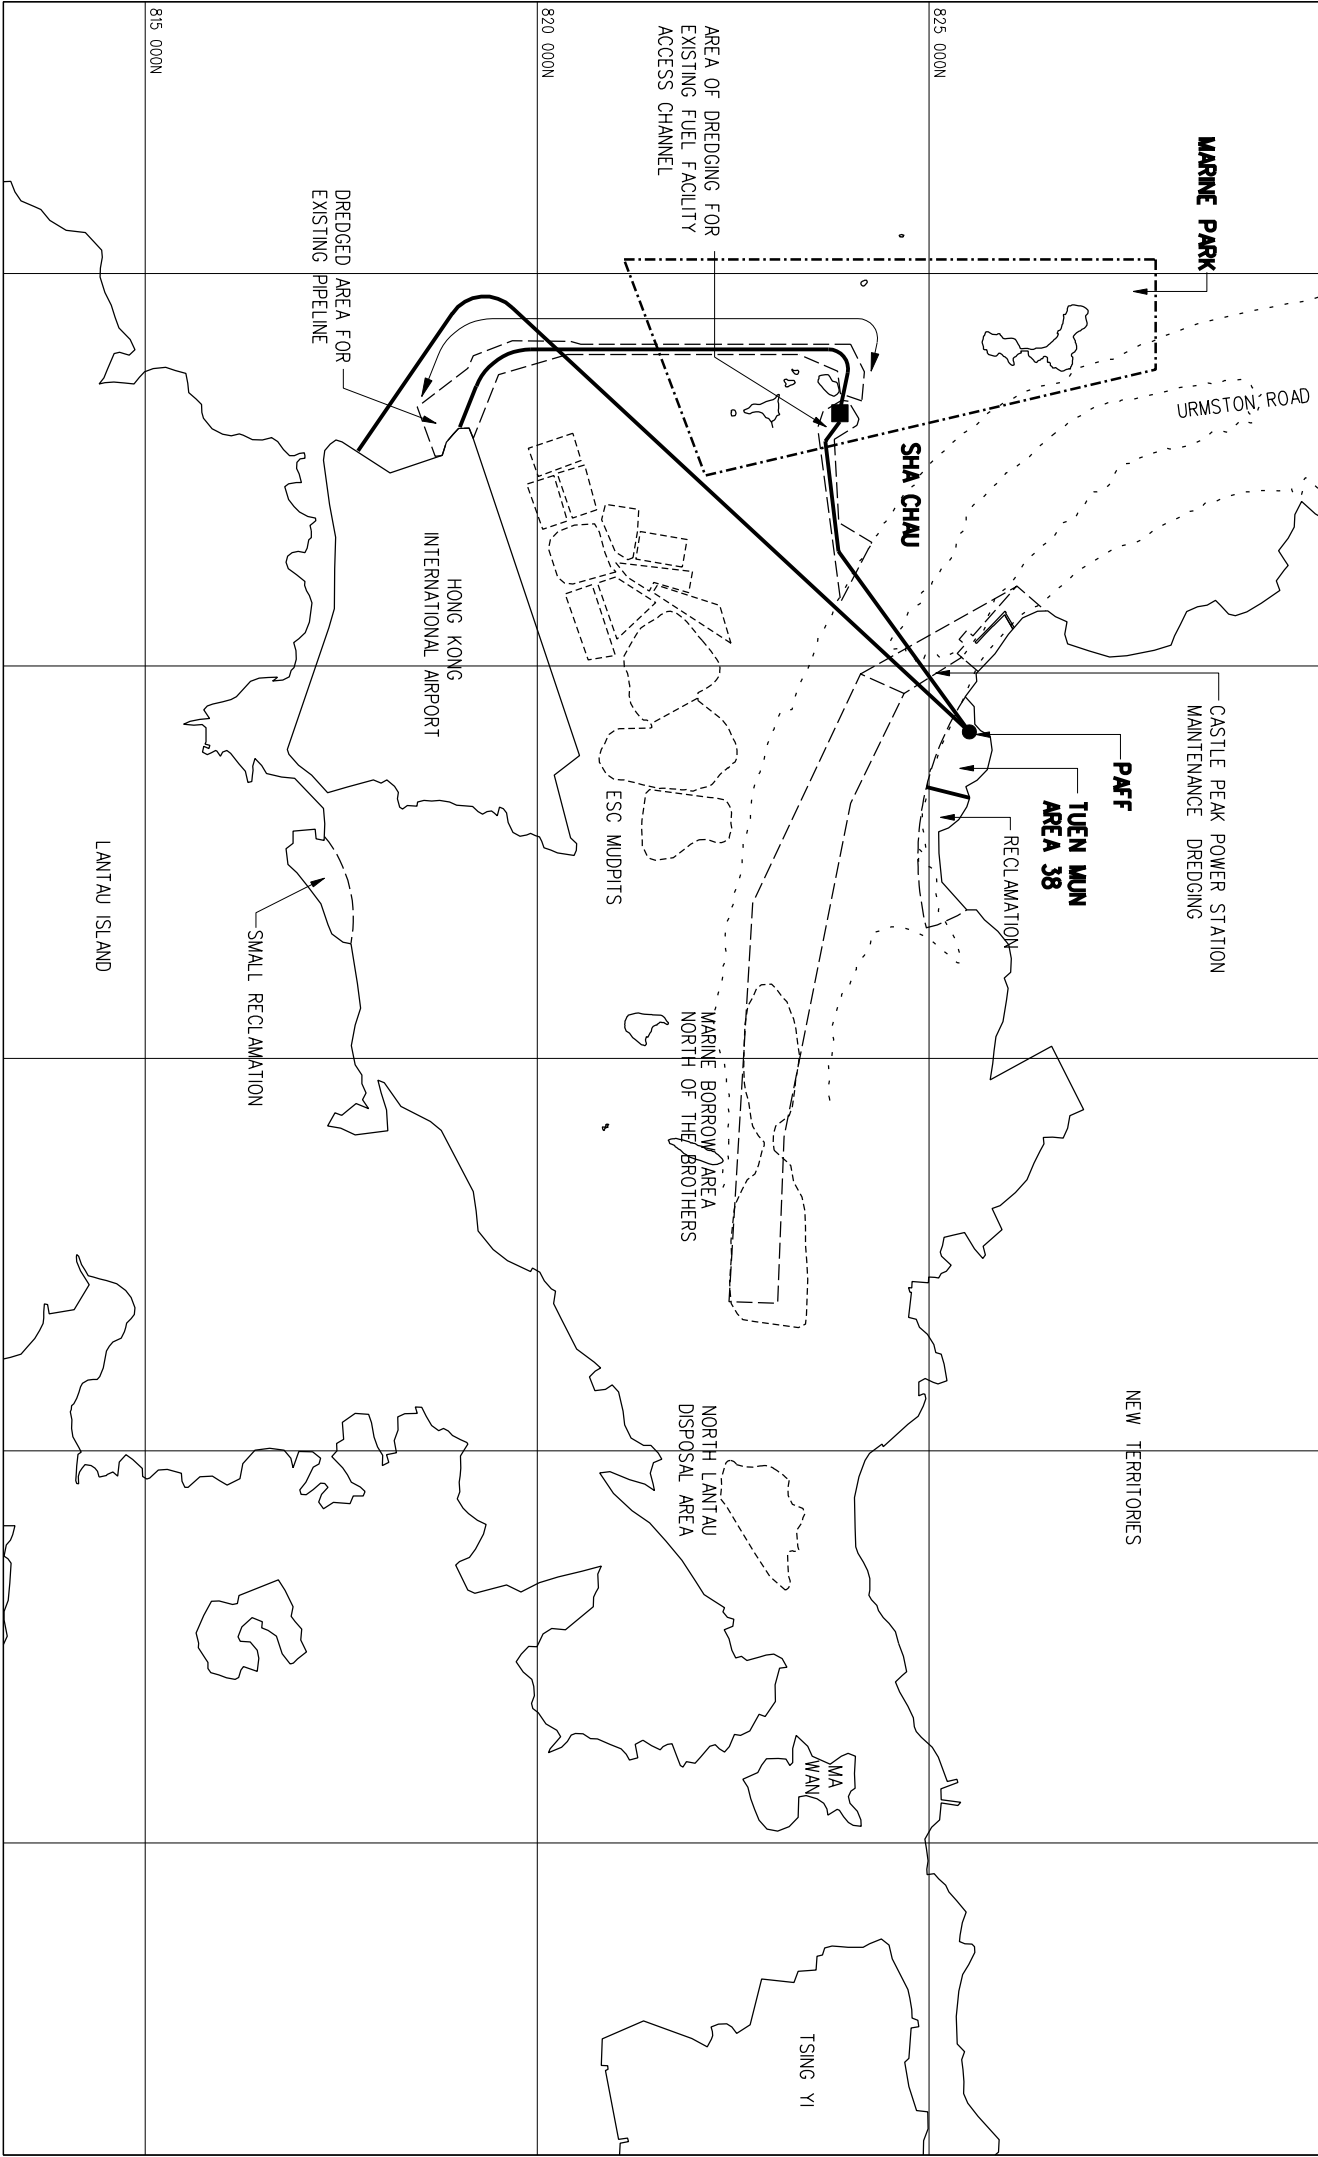 815 000N
820 000N
825 000N
MARINE PARK
URMSTON ROAD
AREA OF DREDGING FOR
EXISTING FUEL FACILITY
ACCESS CHANNEL
SHA CHAU
DREDGED AREA FOR
EXISTING PIPELINE
HONG KONG
INTERNATIONAL AIRPORT
CASTLE PEAK POWER STATION
MAINTENANCE DREDGING
PAFF
TUEN MUN
AREA 38
RECLAMATION
ESC MUDPITS
LANTAU ISLAND
SMALL RECLAMATION
MARINE BORROW AREA
NORTH OF THE BROTHERS
NEW TERRITORIES
NORTH LANTAU
DISPOSAL AREA
MA
WAN
TSING YI